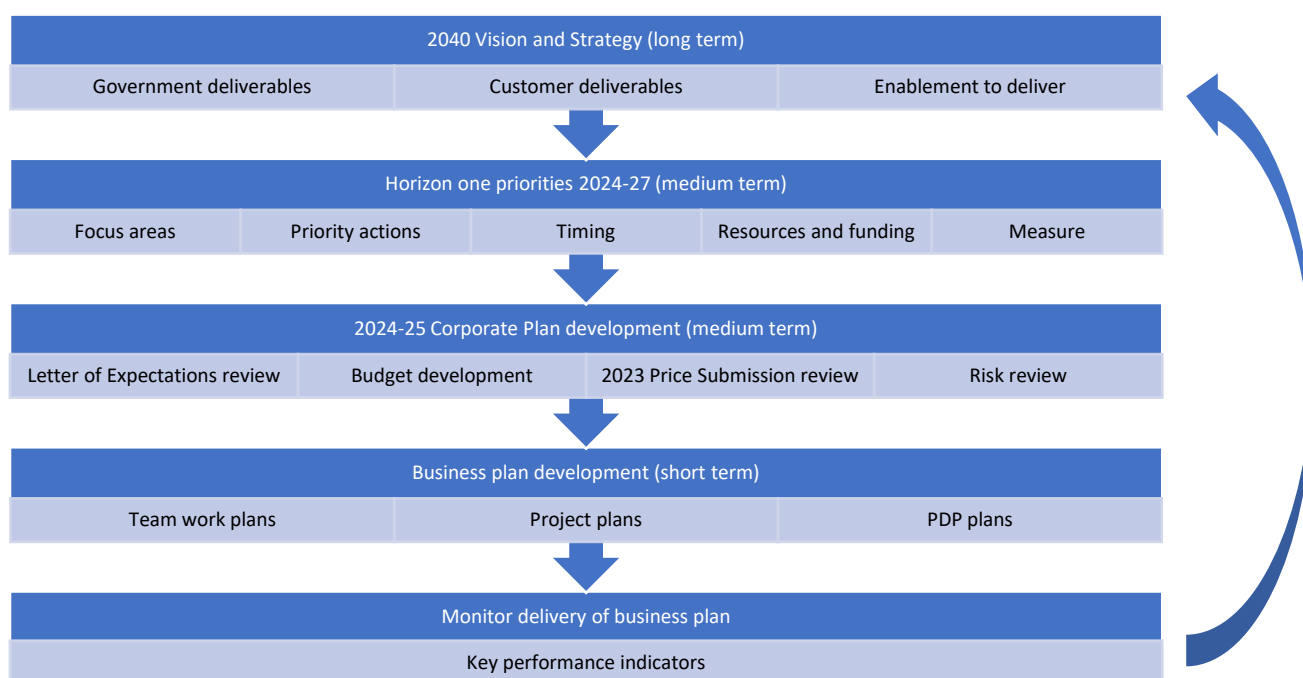 2040 Vision and Strategy (long term)
Government deliverables
Customer deliverables
Enablement to deliver
Horizon one priorities 2024-27 (medium term)
Focus areas
Priority actions
Timing
Resources and funding
Measure
2024-25 Corporate Plan development (medium term)
Letter of Expectations review
Budget development
2023 Price Submission review
Risk review
Business plan development (short term)
Team work plans
Project plans
PDP plans
Monitor delivery of business plan
Key performance indicators